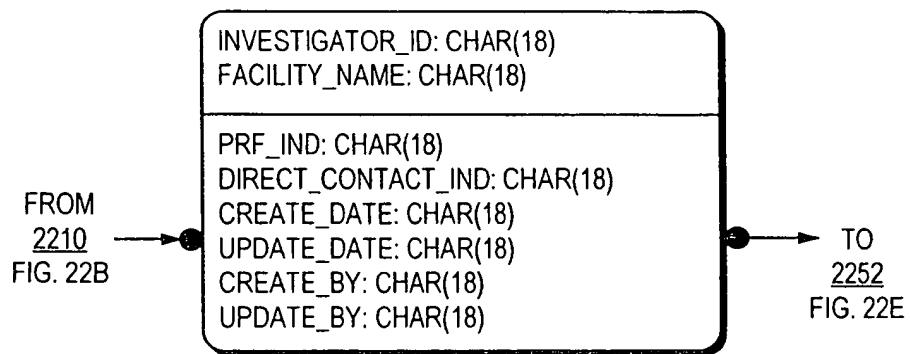 INVESTIGATOR_ID: CHAR(18)
FACILITY_NAME: CHAR(18)
PRF_IND: CHAR(18)
DIRECT_CONTACT_IND: CHAR(18)
CREATE_DATE: CHAR(18)
UPDATE_DATE: CHAR(18)
CREATE_BY: CHAR(18)
UPDATE_BY: CHAR(18)
FROM
2210
FIG. 22B
TO
2252
FIG. 22E